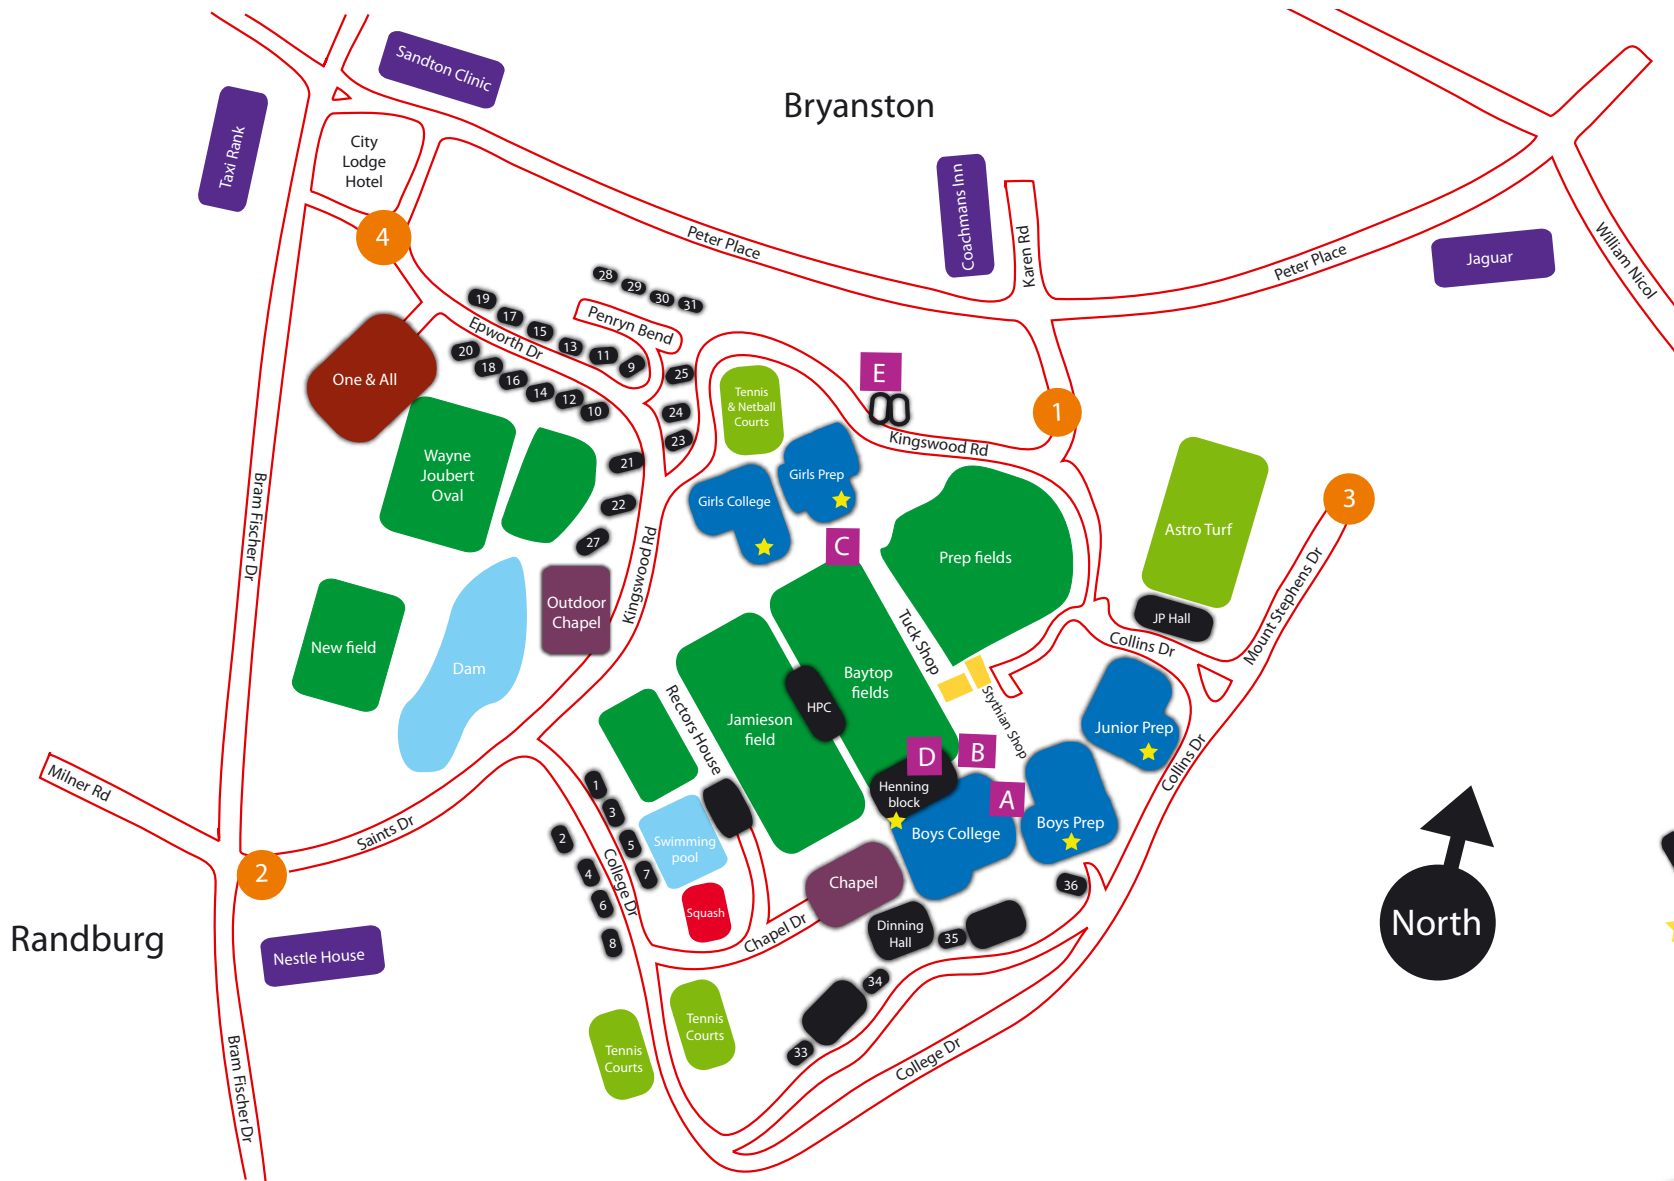 Sandton Clinic
Bryanston
Taxi Rank
City
Lodge
Hotel
Coachmans Inn
4
Peter Place
Karen Rd
Peter Place
Jaguar
William Nicol
28
29
30
31
19
17
15
13
11
9
Epworth Dr
Penryn Bend
20
18
16
14
12
10
25
24
23
21
22
27
One & All
E
Tennis
& Netball
Courts
1
Kingswood Rd
Wayne
Joubert
Oval
Girls Prep
Girls College
3
Bram Fischer Dr
Astro Turf
C
Prep fields
Kingswood Rd
Outdoor
Chapel
Mount Stephens Dr
JP Hall
Collins Dr
New field
Dam
Tuck Shop
Baytop
fields
Rectors House
HPC
Jamieson
field
Stythian Shop
Junior Prep
Collins Dr
D
B
A
Henning
block
Boys College
Boys Prep
Milner Rd
Saints Dr
2
1
3
5
7
2
4
6
8
College Dr
Swimming
pool
Squash
Chapel
Chapel Dr
Dinning
Hall
35
36
34
33
North
Randburg
Nestle House
Bram Fischer Dr
Tennis
Courts
Tennis
Courts
College Dr